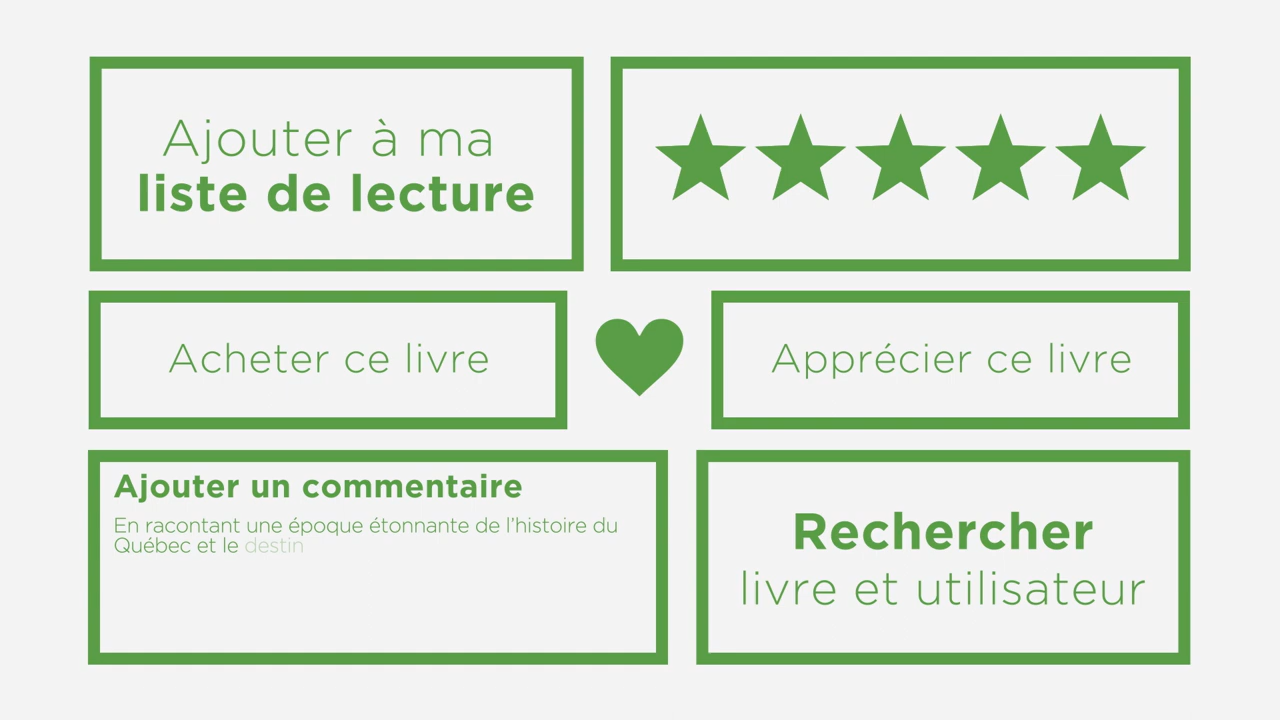 Ajouter à ma
liste de lecture
Acheter ce livre
Apprécier ce livre
Ajouter un commentaire
En racontant une époque étonnante de l'histoire du
Québec et le destin
Rechercher
livre et utilisateur